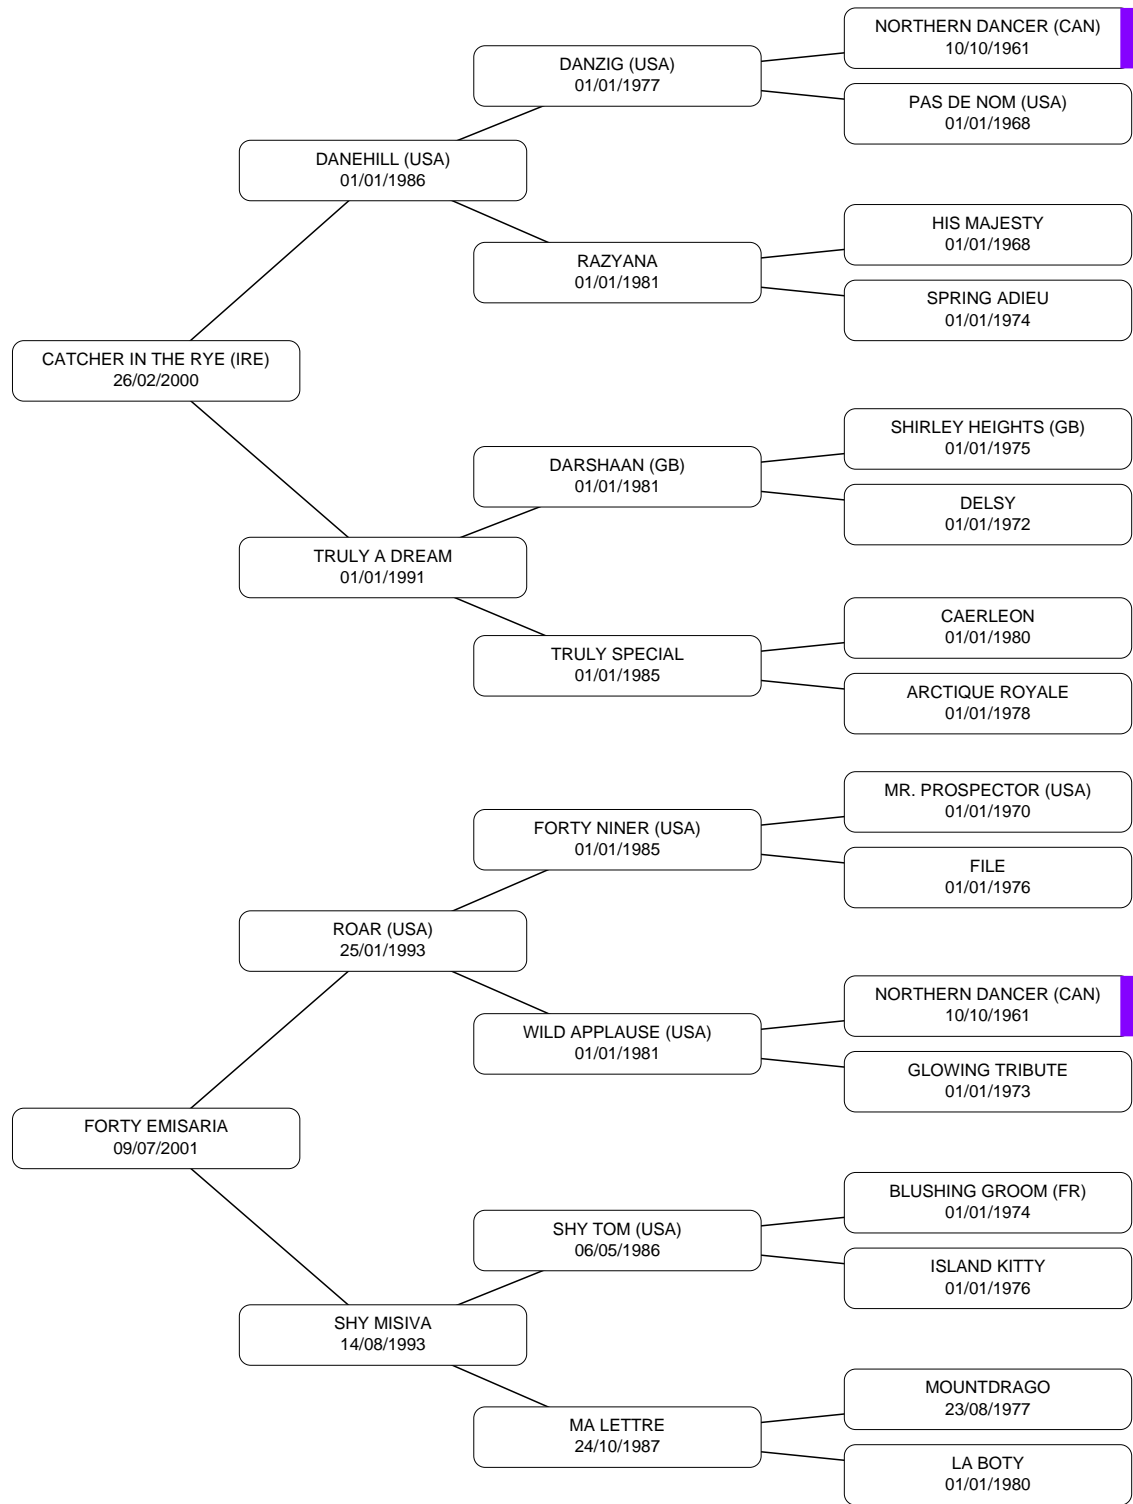 NORTHERN DANCER (CAN)
10/10/1961
DANZIG (USA)
01/01/1977
PAS DE NOM (USA)
01/01/1968
DANEHILL (USA)
01/01/1986
HIS MAJESTY
01/01/1968
RAZYANA
01/01/1981
SPRING ADIEU
01/01/1974
CATCHER IN THE RYE (IRE)
26/02/2000
SHIRLEY HEIGHTS (GB)
01/01/1975
DARSHAAN (GB)
01/01/1981
DELSY
01/01/1972
TRULY A DREAM
01/01/1991
CAERLEON
01/01/1980
TRULY SPECIAL
01/01/1985
ARCTIQUE ROYALE
01/01/1978
MR. PROSPECTOR (USA)
01/01/1970
FORTY NINER (USA)
01/01/1985
FILE
01/01/1976
ROAR (USA)
25/01/1993
NORTHERN DANCER (CAN)
10/10/1961
WILD APPLAUSE (USA)
01/01/1981
GLOWING TRIBUTE
01/01/1973
FORTY EMISARIA
09/07/2001
BLUSHING GROOM (FR)
01/01/1974
SHY TOM (USA)
06/05/1986
ISLAND KITTY
01/01/1976
SHY MISIVA
14/08/1993
MOUNTDRAGO
23/08/1977
MA LETTRE
24/10/1987
LA BOTY
01/01/1980